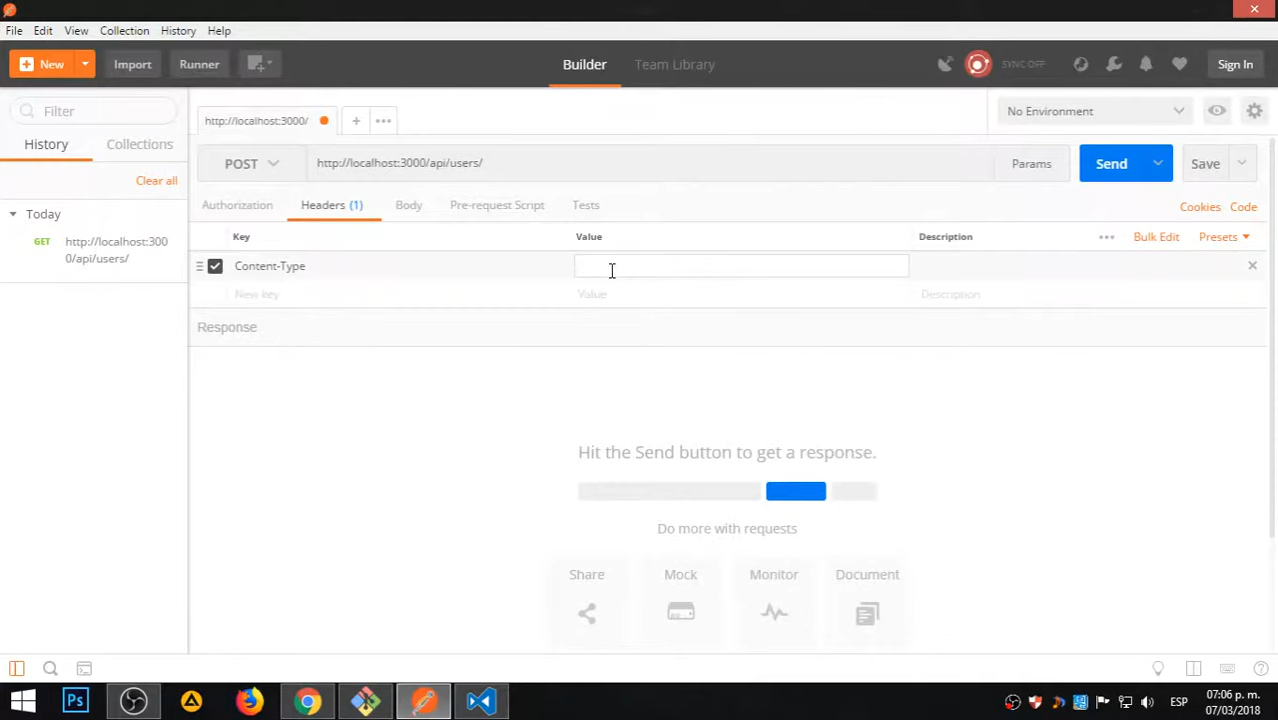 File Edit View Collection History Help
New Import Runner Builder Team Library SYNC OFF Sign In
Filter
History Collections
Clear all
Today
GET http://localhost:300
0/api/users/
http://localhost:3000/
No Environment
POST http://localhost:3000/api/users/ Params Send Save
Authorization Headers (1) Body Pre-request Script Tests Cookies Code
Key Value Description Bulk Edit Presets
Content-Type
New key Value Description
Response
Hit the Send button to get a response.
Do more with requests
Share Mock Monitor Document
Ps ESP 07:06 p. m.
07/03/2018